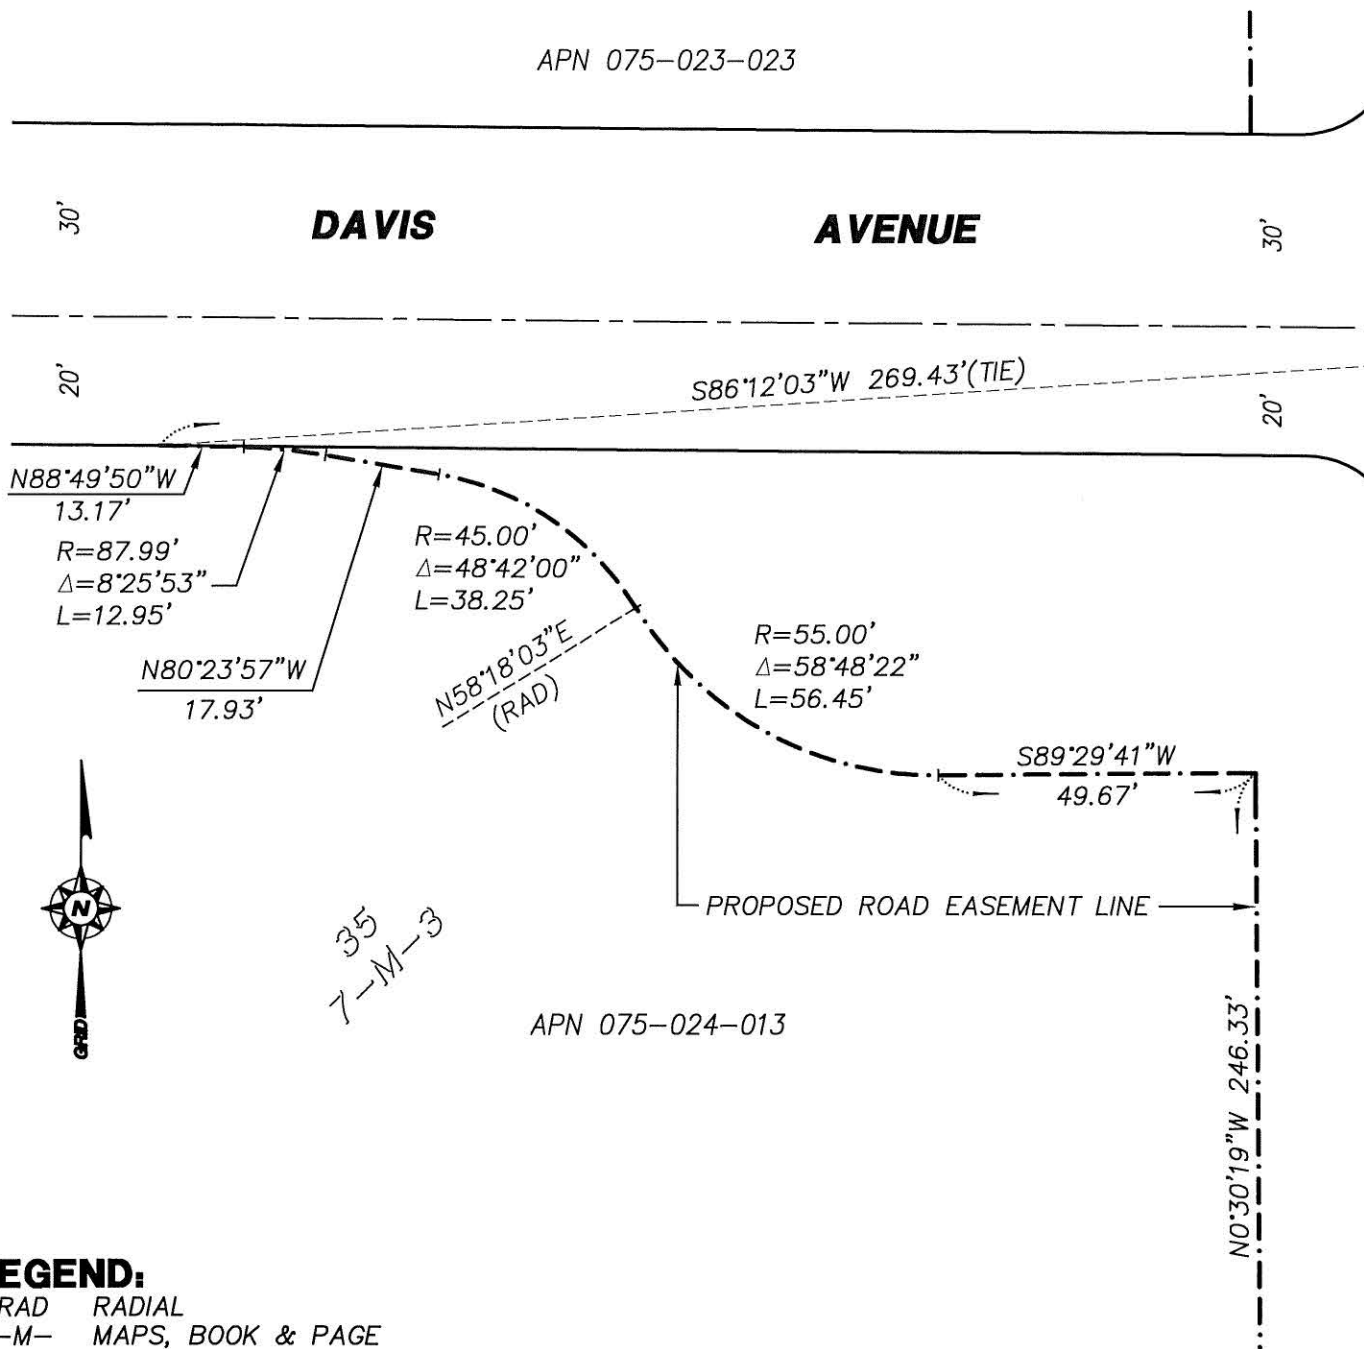 APN 075-023-023
30'
DAVIS AVENUE
30'
20'
S86°12'03"W 269.43'(TIE)
20'
N88°49'50"W
13.17'
R=87.99'
Δ=8°25'53"
L=12.95'
R=45.00'
Δ=48°42'00"
L=38.25'
N80°23'57"W
17.93'
N58°18'03"E
(RAD)
R=55.00'
Δ=58°48'22"
L=56.45'
S89°29'41"W
49.67'
PROPOSED ROAD EASEMENT LINE
N
GRID
35
7-M-3
APN 075-024-013
N0°30'19"W 246.33'
EGEND:
RAD RADIAL
-M- MAPS, BOOK & PAGE